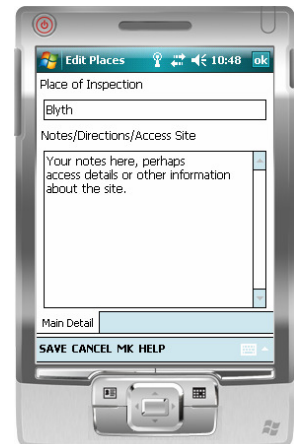 Edit Places 10:48 ok
Place of Inspection
Blyth
Notes/Directions/Access Site
Your notes here, perhaps
access details or other information
about the site.
Main Detail
SAVE CANCEL MK HELP